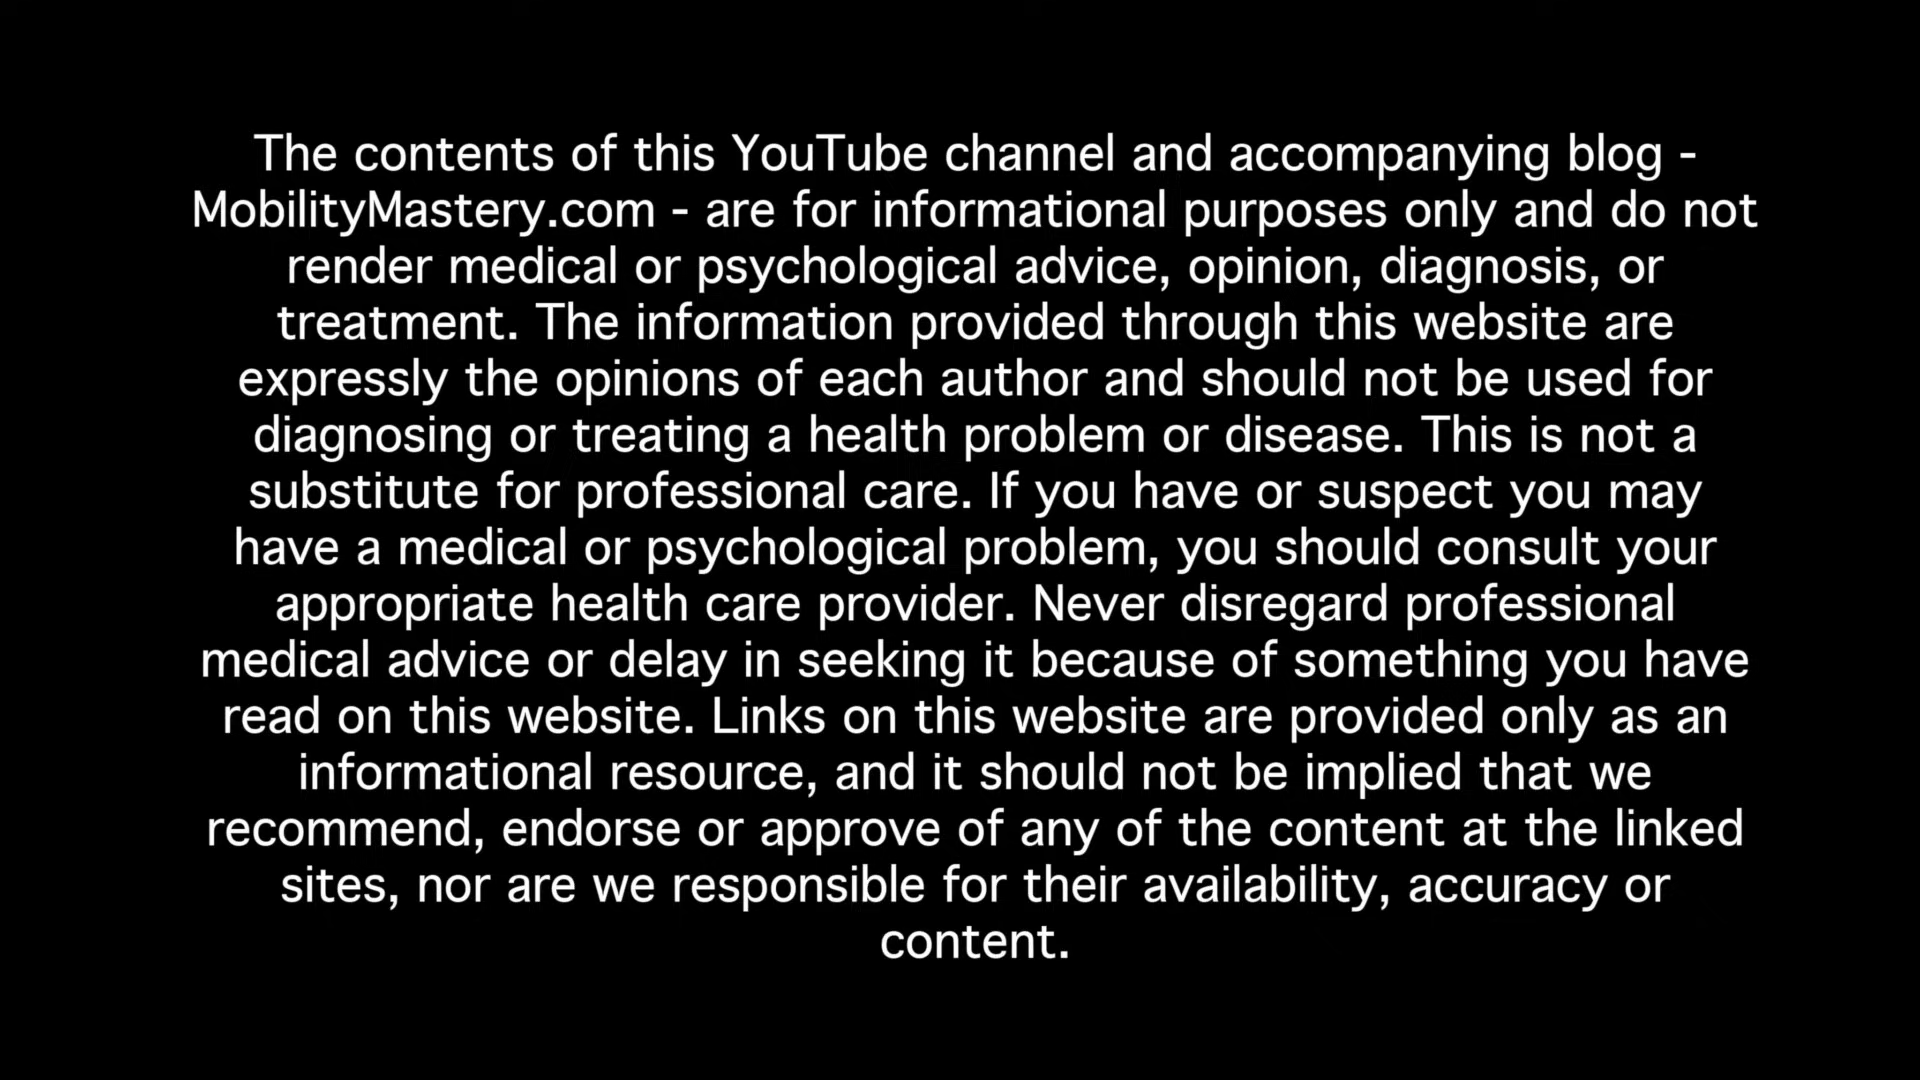 The contents of this YouTube channel and accompanying blog -
MobilityMastery.com - are for informational purposes only and do not
render medical or psychological advice, opinion, diagnosis, or
treatment. The information provided through this website are
expressly the opinions of each author and should not be used for
diagnosing or treating a health problem or disease. This is not a
substitute for professional care. If you have or suspect you may
have a medical or psychological problem, you should consult your
appropriate health care provider. Never disregard professional
medical advice or delay in seeking it because of something you have
read on this website. Links on this website are provided only as an
informational resource, and it should not be implied that we
recommend, endorse or approve of any of the content at the linked
sites, nor are we responsible for their availability, accuracy or
content.